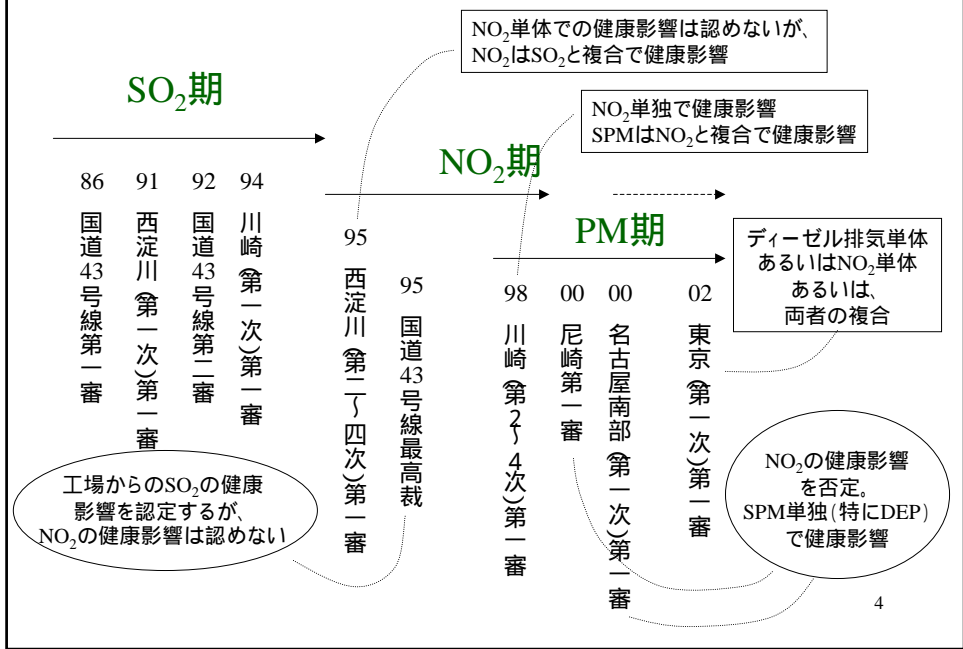 NO₂単体での健康影響は認めないが、
NO₂はSO₂と複合で健康影響
SO₂期
NO₂単独で健康影響
SPMはNO₂と複合で健康影響
NO₂期
PM期
86
国道43号線第一審
91
西淀川(第一次)第一審
92
国道43号線第二審
94
川崎(第一次)第一審
95
西淀川(第二～四次)第一審
95
国道43号線最高裁
98
川崎(第2～4次)第一審
00
尼崎第一審
00
名古屋南部(第一次)第一審
02
東京(第一次)第一審
ディーゼル排気単体
あるいはNO₂単体
あるいは、
両者の複合
工場からのSO₂の健康
影響を認定するが、
NO₂の健康影響は認めない
NO₂の健康影響
を否定。
SPM単独(特にDEP)
で健康影響
4